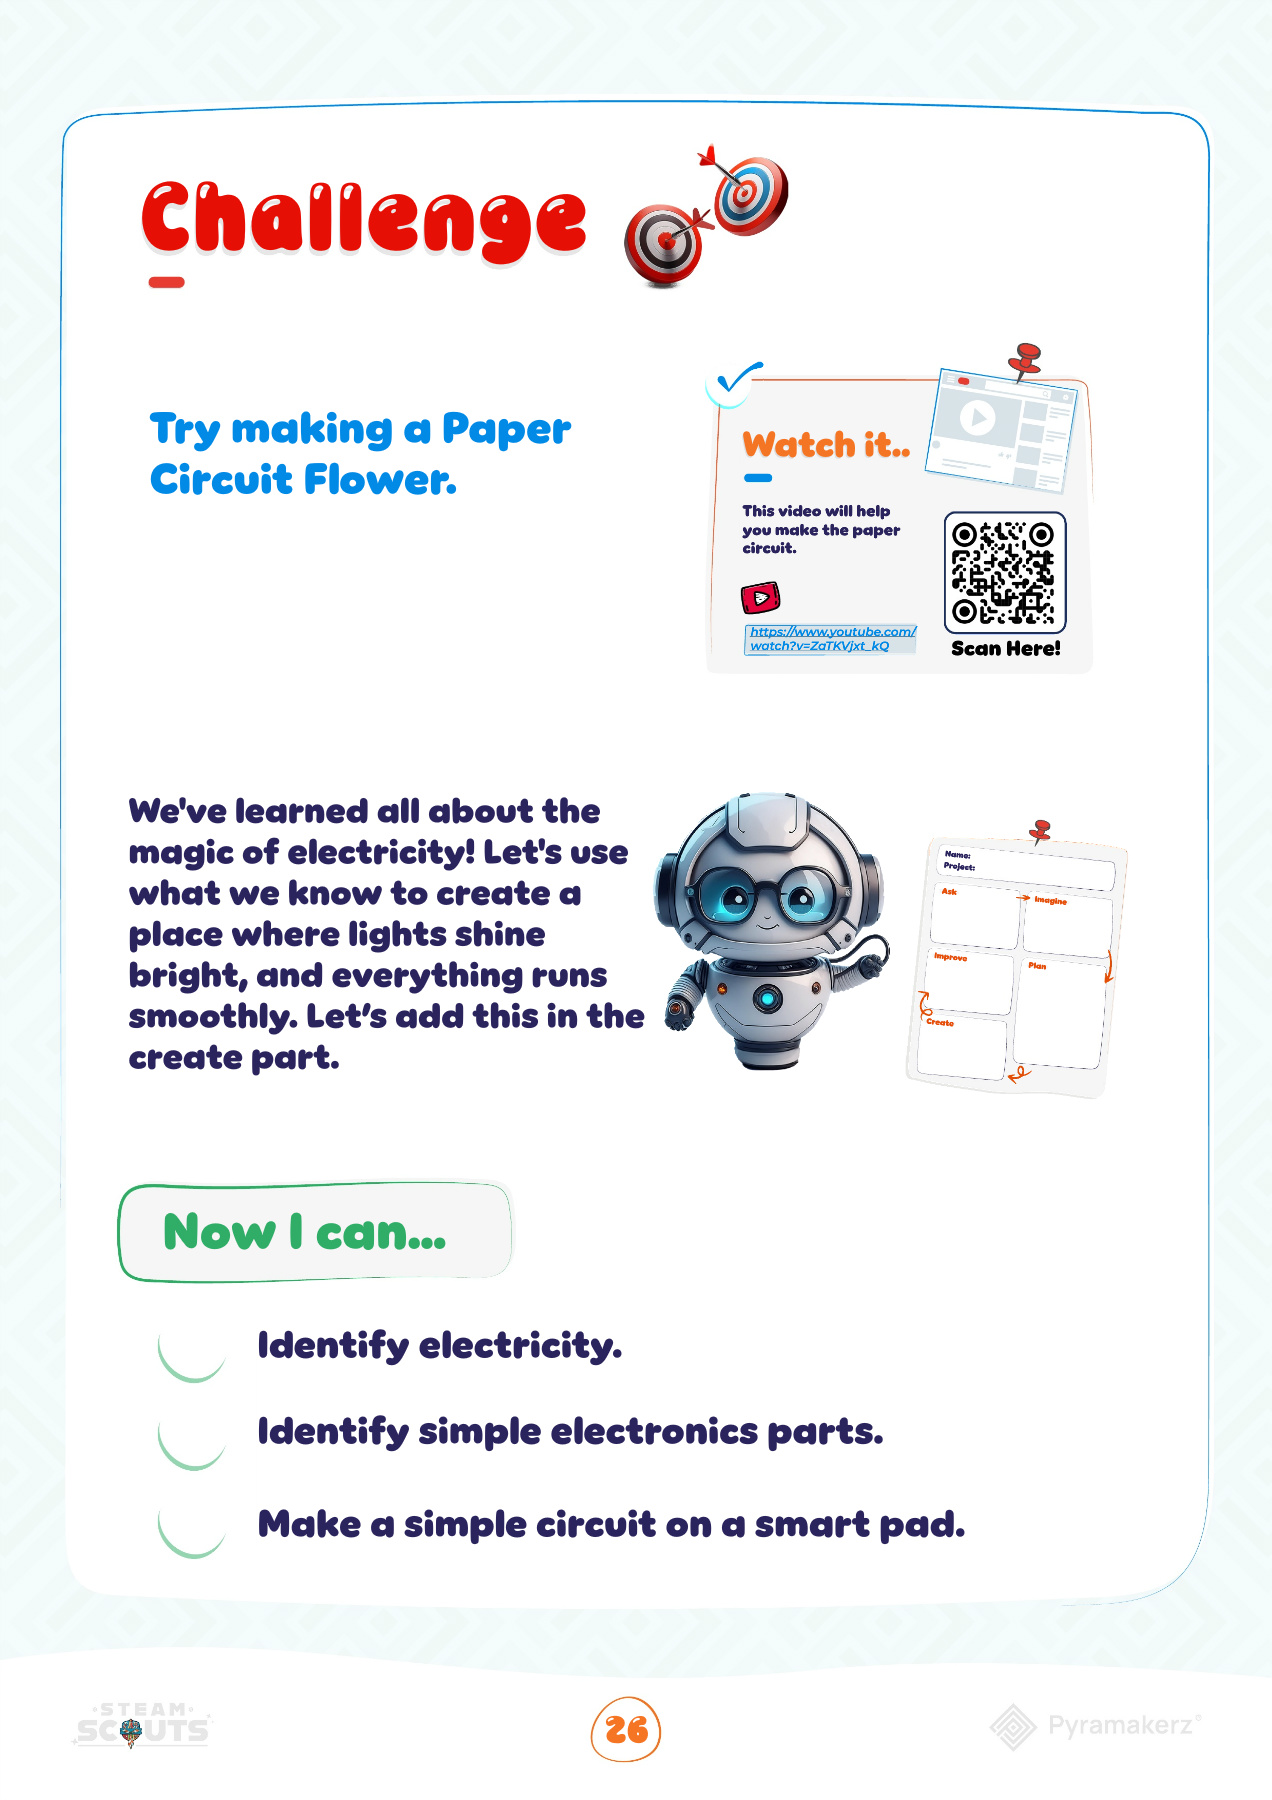 Challenge
Try making a Paper
Circuit Flower.
Watch it..
This video will help
you make the paper
circuit.
https://www.youtube.com/
watch?v=ZaTKVjxt_kQ
Scan Here!
We've learned all about the
magic of electricity! Let's use
what we know to create a
place where lights shine
bright, and everything runs
smoothly. Let’s add this in the
create part.
Name:
Project:
Ask
Imagine
Improve
Plan
Create
Now I can...
Identify electricity.
Identify simple electronics parts.
Make a simple circuit on a smart pad.
STEAM
SCOUTS
26
Pyramakerz